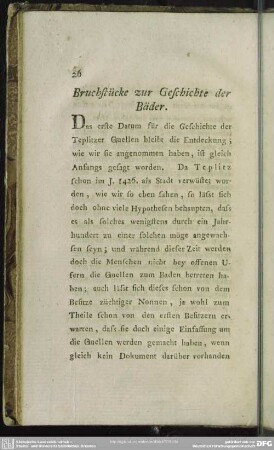 26
Bruchstücke zur Geschichte der
Bäder.
Das erste Datum für die Geschichte der
Teplitzer Quellen bleibt die Entdeckung;
wie wir sie angenommen haben, ist gleich
Anfangs gesagt worden. Da Teplitz
schon im J. 1426. als Stadt verwüstet wor-
den, wie wir so eben sahen, so läßt sich
doch ohne viele Hypothesen behaupten, daß
es als solches wenigstens durch ein Jahr-
hundert zu einer solchen möge angewach-
sen seyn; und während dieser Zeit werden
doch die Menschen nicht bey offenen U-
fern die Quellen zum Baden betreten ha-
ben; auch läßt sich dieses schon von dem
Besitze züchtiger Nonnen, ja wohl zum
Theile schon von den ersten Besitzern er-
warten, daß sie doch einige Einfassung um
die Quellen werden gemacht haben, wenn
gleich kein Dokument darüber vorhanden